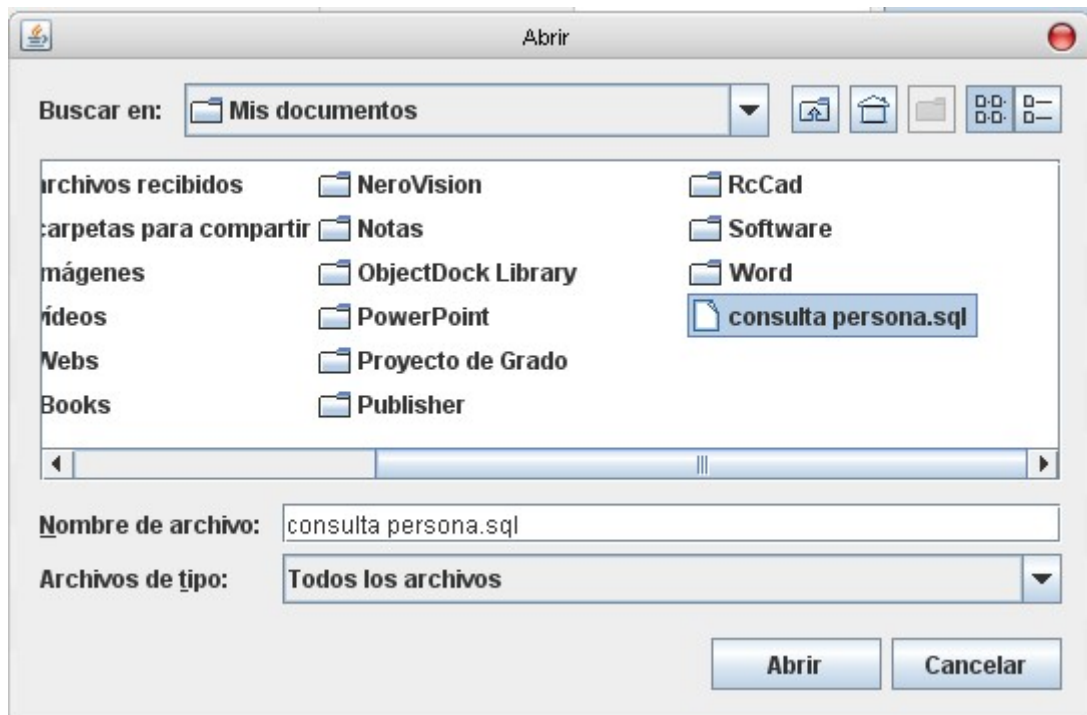 Abrir
Buscar en: Mis documentos
rchivos recibidos NeroVision RcCad
carpetas para compartir Notas Software
mágenes ObjectDock Library Word
vídeos PowerPoint consulta persona.sql
Webs Proyecto de Grado
Books Publisher
Nombre de archivo: consulta persona.sql
Archivos de tipo: Todos los archivos
Abrir Cancelar